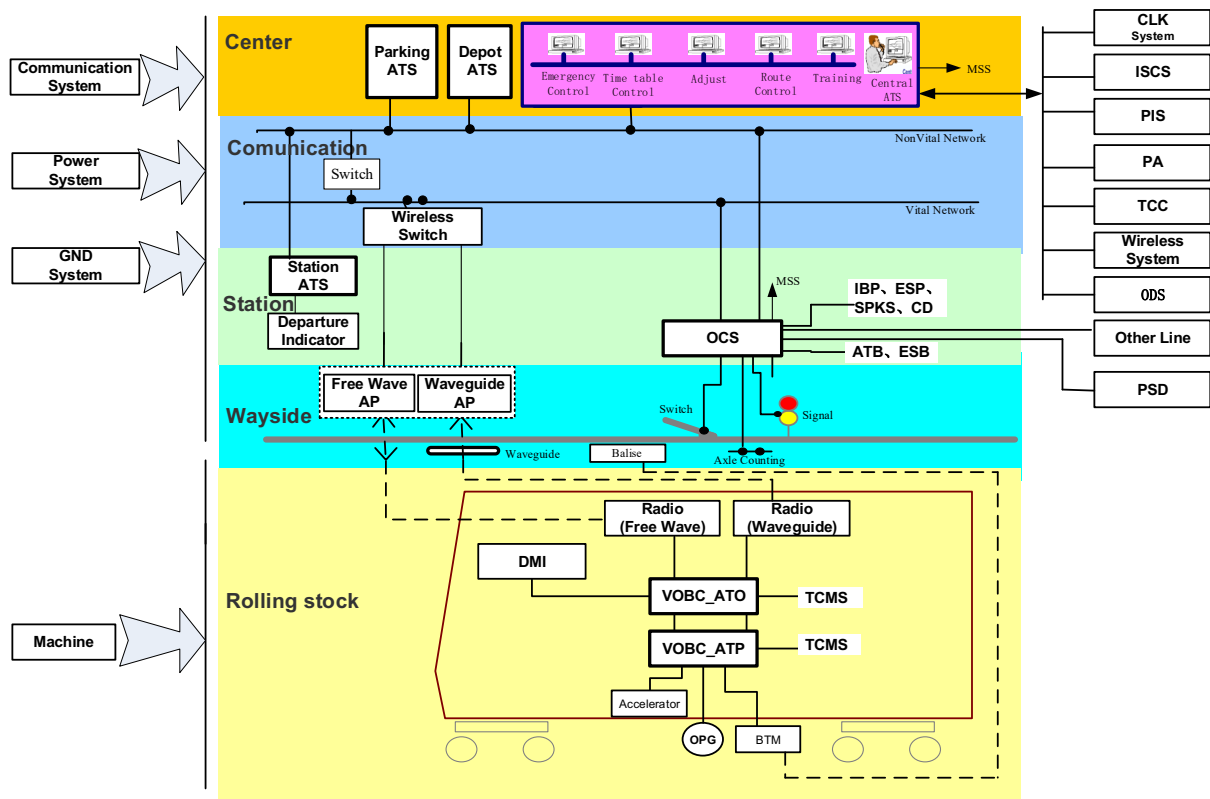 Center
Parking
ATS
Depot
ATS
Emergency
Control
Time table
Control
Adjust
Route
Control
Training
Central
ATS
MSS
CLK
System
ISCS
PIS
PA
TCC
Wireless
System
ODS
Other Line
PSD
Communication
System
Power
System
GND
System
Machine
NonVital Network
Comunication
Switch
Vital Network
Wireless
Switch
Station
ATS
Station
Departure
Indicator
MSS
IBP、ESP、
SPKS、CD
OCS
ATB、ESB
Free Wave
AP
Waveguide
AP
Wayside
Switch
Signal
Waveguide
Balise
Axle Counting
Radio
(Free Wave)
Radio
(Waveguide)
DMI
Rolling stock
VOBC_ATO
TCMS
VOBC_ATP
TCMS
Accelerator
OPG
BTM